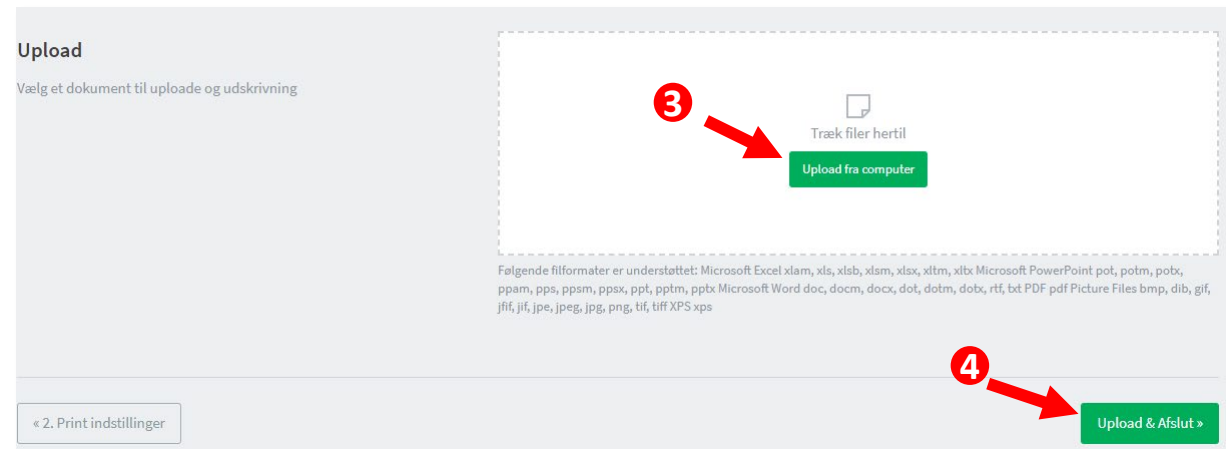 Upload
Vælg et dokument til uploade og udskrivning
3
Træk filer hertil
Upload fra computer
Følgende filformater er understøttet: Microsoft Excel xlam, xls, xlsb, xlsm, xlsx, xltm, xltx Microsoft PowerPoint pot, potm, potx,
ppam, pps, ppsm, ppsx, ppt, pptm, pptx Microsoft Word doc, docm, docx, dot, dotm, dotx, rtf, txt PDF pdf Picture Files bmp, dib, gif,
jfif, jif, jpe, jpeg, jpg, png, tif, tiff XPS xps
4
« 2. Print indstillinger
Upload & Afslut »